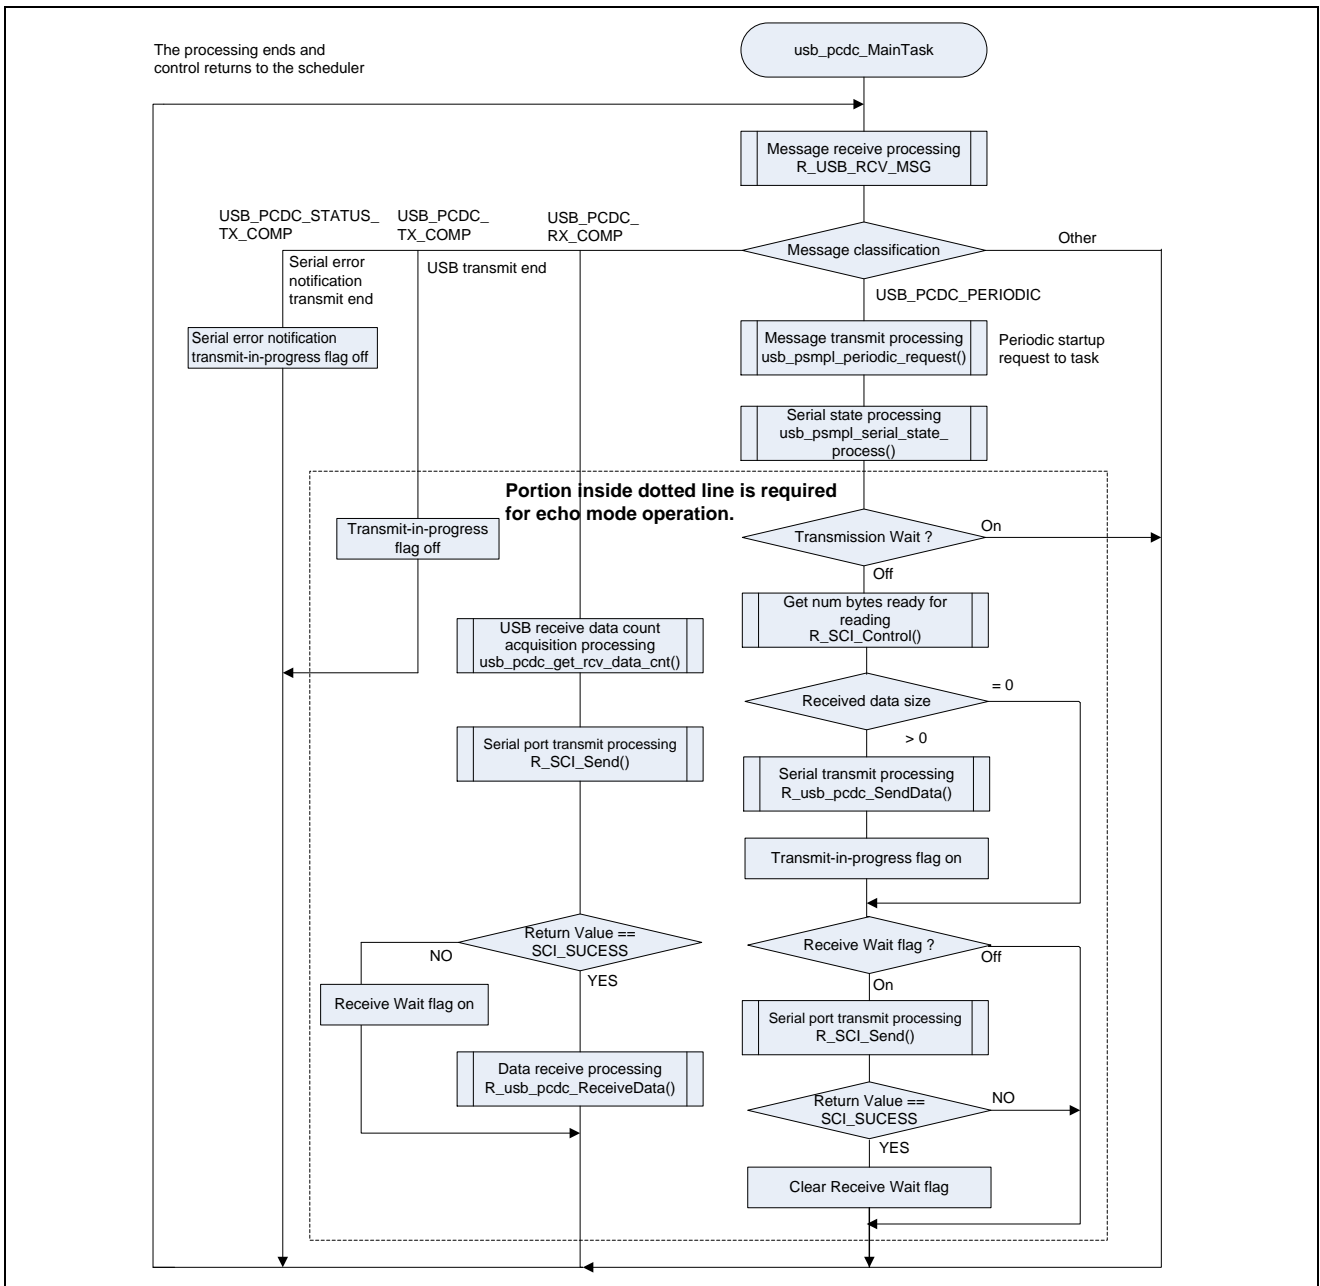 The processing ends and
control returns to the scheduler
usb_pcdc_MainTask
Message receive processing
R_USB_RCV_MSG
USB_PCDC_STATUS_
TX_COMP
USB_PCDC_
TX_COMP
USB_PCDC_
RX_COMP
Message classification
Other
Serial error
notification
transmit end
USB transmit end
USB_PCDC_PERIODIC
Serial error notification
transmit-in-progress flag off
Message transmit processing
usb_psmpl_periodic_request()
Periodic startup
request to task
Serial state processing
usb_psmpl_serial_state_
process()
Portion inside dotted line is required
for echo mode operation.
Transmit-in-progress
flag off
Transmission Wait ?
On
Off
Get num bytes ready for
reading
R_SCI_Control()
USB receive data count
acquisition processing
usb_pcdc_get_rcv_data_cnt()
Received data size
= 0
> 0
Serial port transmit processing
R_SCI_Send()
Serial transmit processing
R_usb_pcdc_SendData()
Transmit-in-progress flag on
Return Value ==
SCI_SUCESS
NO
YES
Receive Wait flag ?
Off
On
Receive Wait flag on
Serial port transmit processing
R_SCI_Send()
Data receive processing
R_usb_pcdc_ReceiveData()
Return Value ==
SCI_SUCESS
NO
YES
Clear Receive Wait flag